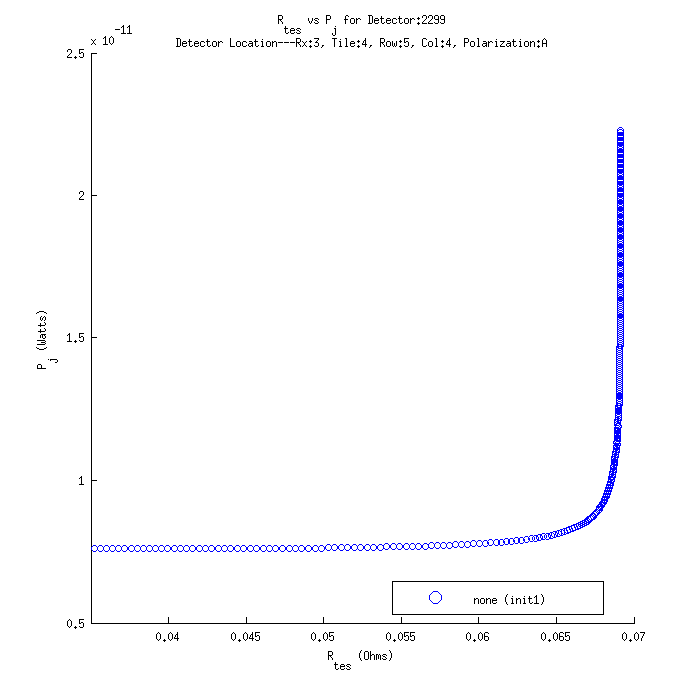 R_tes vs P_j for Detector:2299
Detector Location---Rx:3, Tile:4, Row:5, Col:4, Polarization:A
x 10^-11
2.5
2
1.5
1
0.5
P_j (Watts)
none (init1)
0.04 0.045 0.05 0.055 0.06 0.065 0.07
R_tes (Ohms)